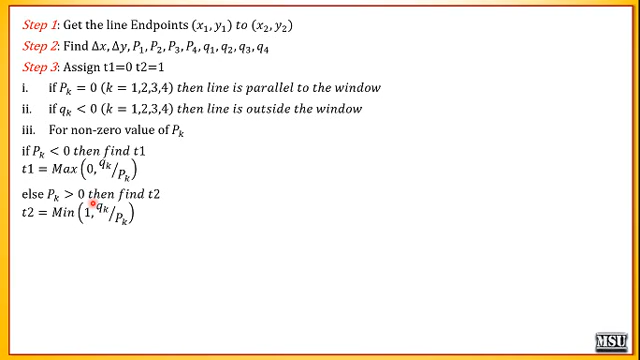 Step 1: Get the line Endpoints (x₁, y₁) to (x₂, y₂)
Step 2: Find Δx, Δy, P₁, P₂, P₃, P₄, q₁, q₂, q₃, q₄
Step 3: Assign t1=0 t2=1
i. if Pₖ = 0 (k = 1,2,3,4) then line is parallel to the window
ii. if qₖ < 0 (k = 1,2,3,4) then line is outside the window
iii. For non-zero value of Pₖ
if Pₖ < 0 then find t1
t1 = Max (0, qₖ/Pₖ)
else Pₖ > 0 then find t2
t2 = Min (1, qₖ/Pₖ)
MSU